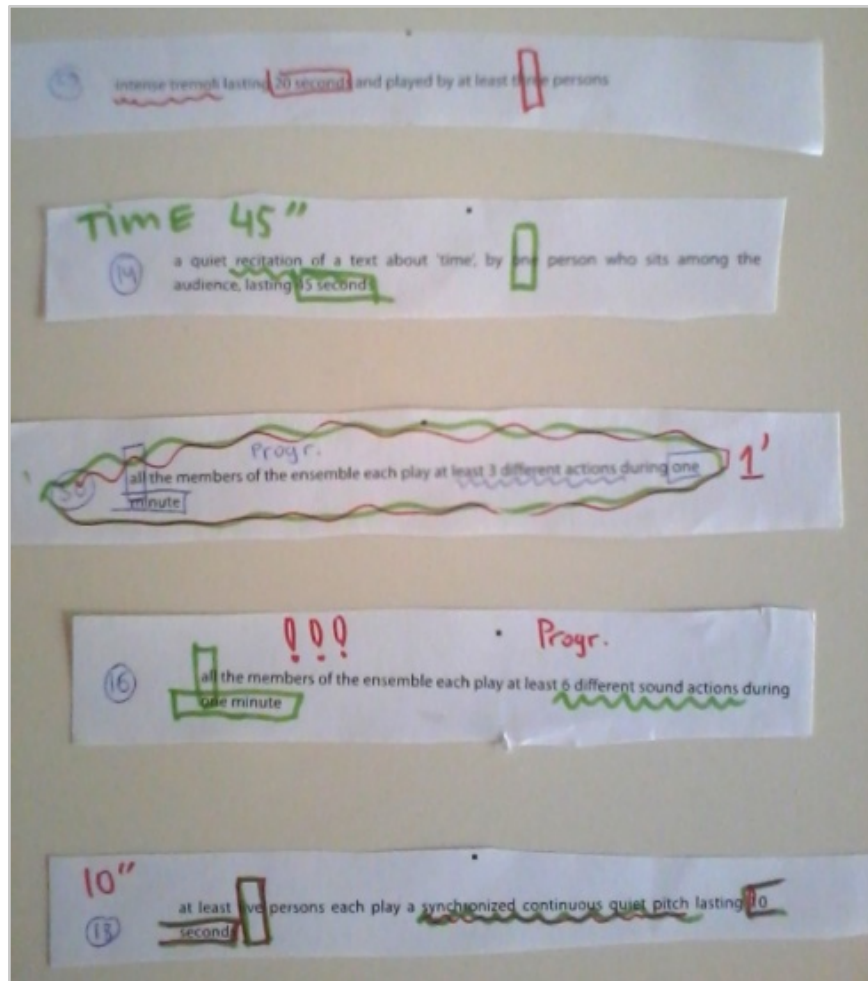 intense tremoli lasting 20 seconds and played by at least three persons
TiME 45"
14
a quiet recitation of a text about 'time', by one person who sits among the
audience, lasting 45 seconds
Progr.
all the members of the ensemble each play at least 3 different actions during one
minute
1'
!!!
Progr.
16
all the members of the ensemble each play at least 6 different sound actions during
one minute
10"
at least five persons each play a synchronized continuous quiet pitch lasting 10
13
seconds